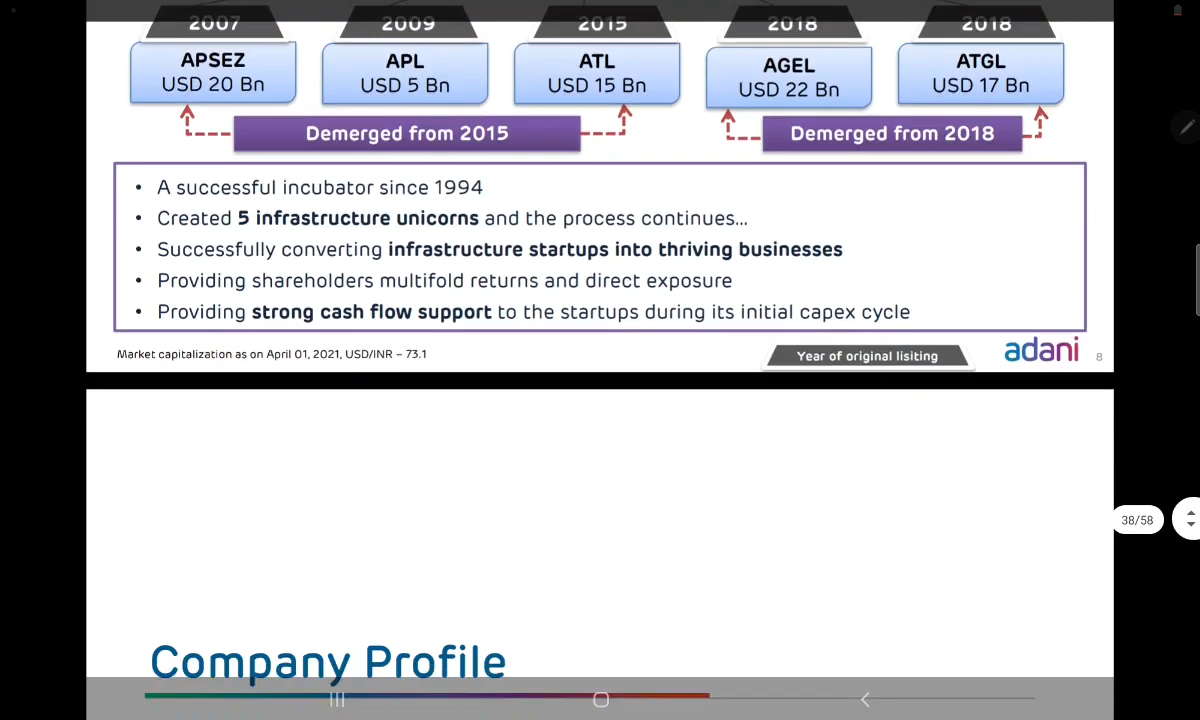 2007 2009 2015 2018 2018
APSEZ APL ATL AGEL ATGL
USD 20 Bn USD 5 Bn USD 15 Bn USD 22 Bn USD 17 Bn
Demerged from 2015 Demerged from 2018
• A successful incubator since 1994
• Created 5 infrastructure unicorns and the process continues...
• Successfully converting infrastructure startups into thriving businesses
• Providing shareholders multifold returns and direct exposure
• Providing strong cash flow support to the startups during its initial capex cycle
Market capitalization as on April 01, 2021, USD/INR – 73.1
Year of original lisiting
adani
8
38/58
Company Profile